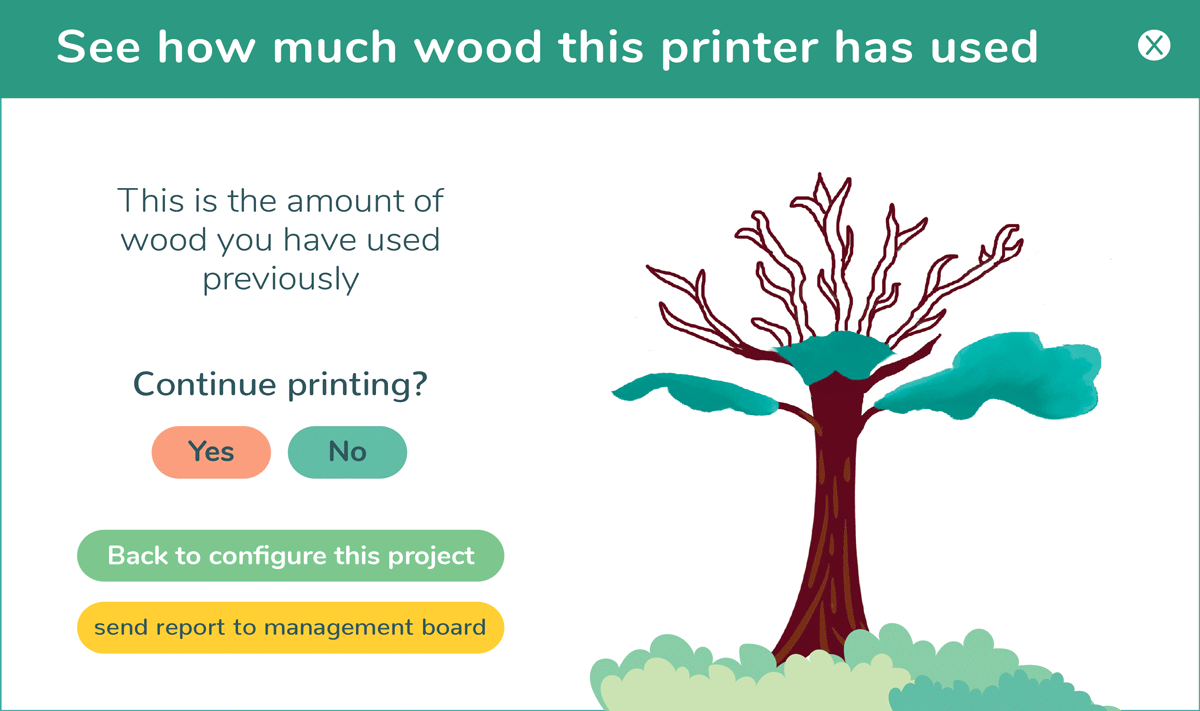 See how much wood this printer has used
This is the amount of
wood you have used
previously
Continue printing?
Yes No
Back to configure this project
send report to management board